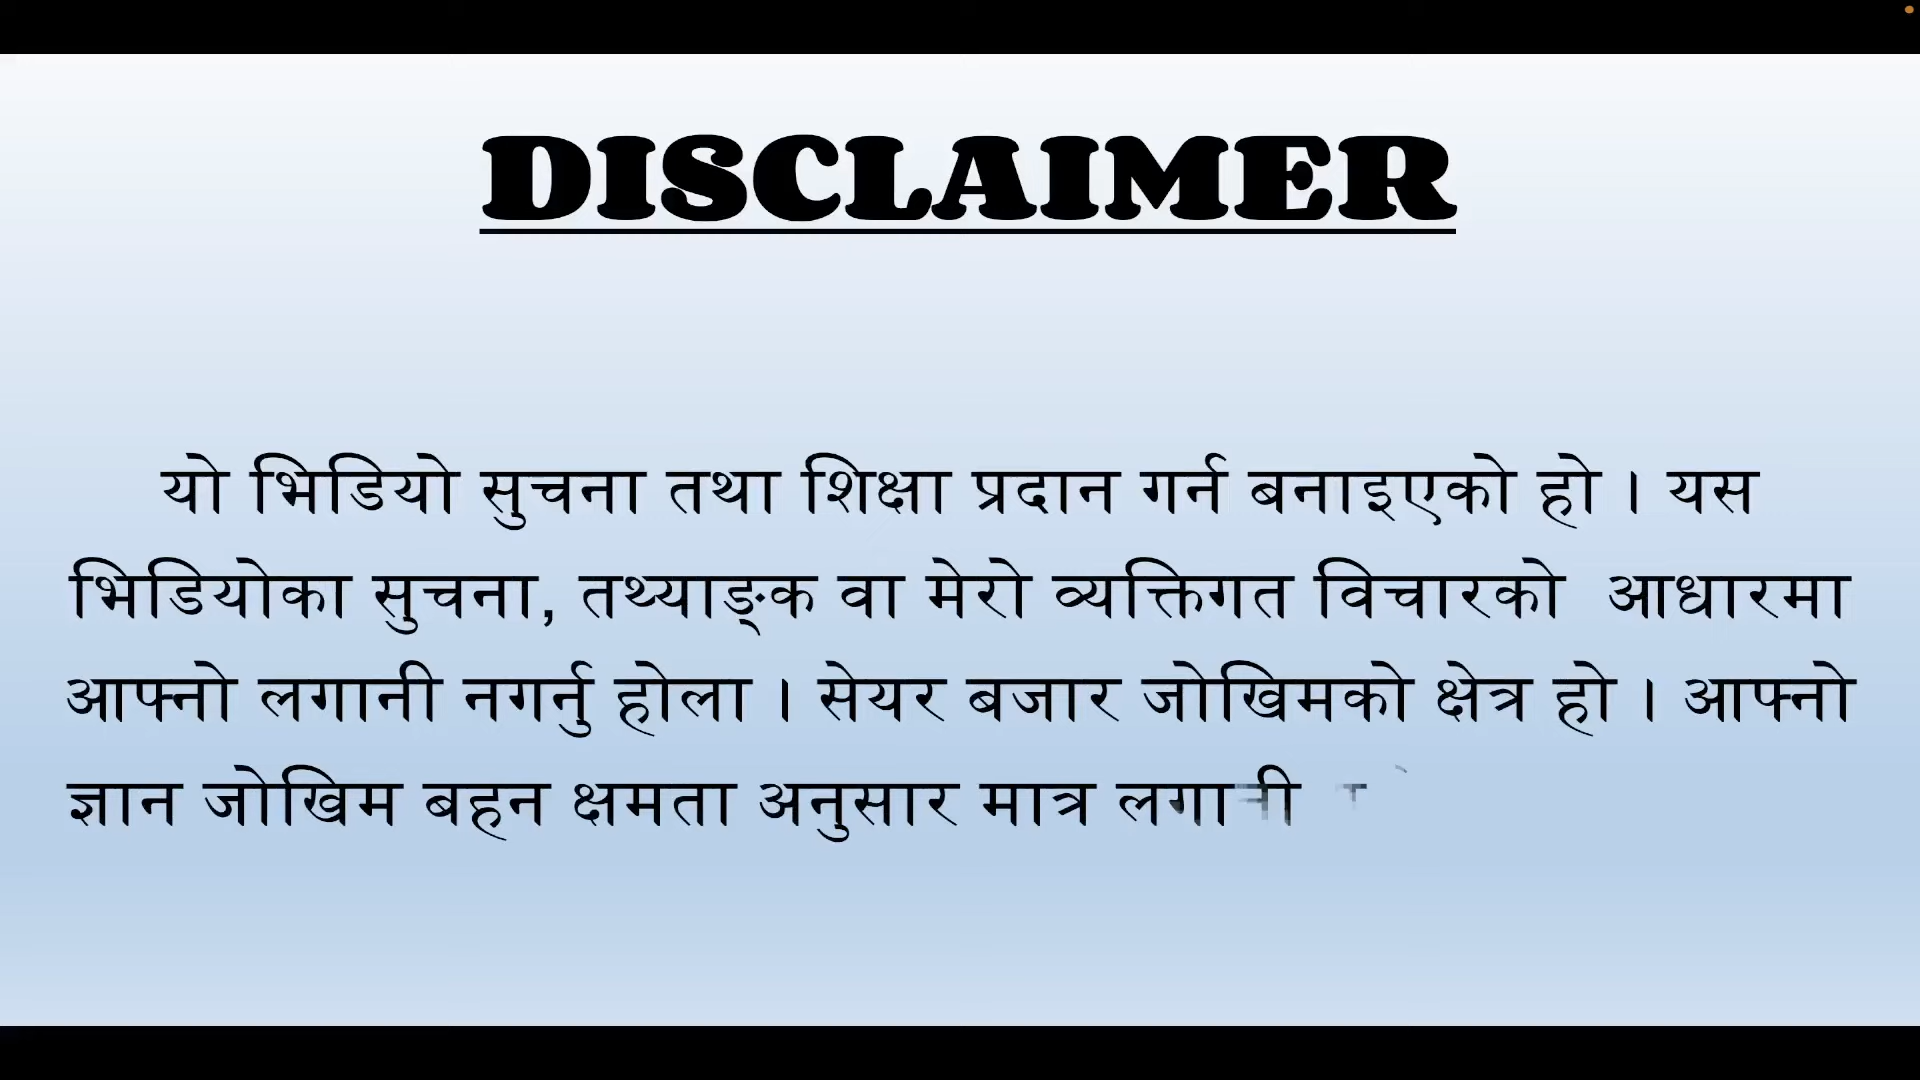 DISCLAIMER
यो भिडियो सुचना तथा शिक्षा प्रदान गर्न बनाइएको हो । यस
भिडियोका सुचना, तथ्याङ्क वा मेरो व्यक्तिगत विचारको आधारमा
आफ्नो लगानी नगर्नु होला । सेयर बजार जोखिमको क्षेत्र हो । आफ्नो
ज्ञान जोखिम बहन क्षमता अनुसार मात्र लगानी